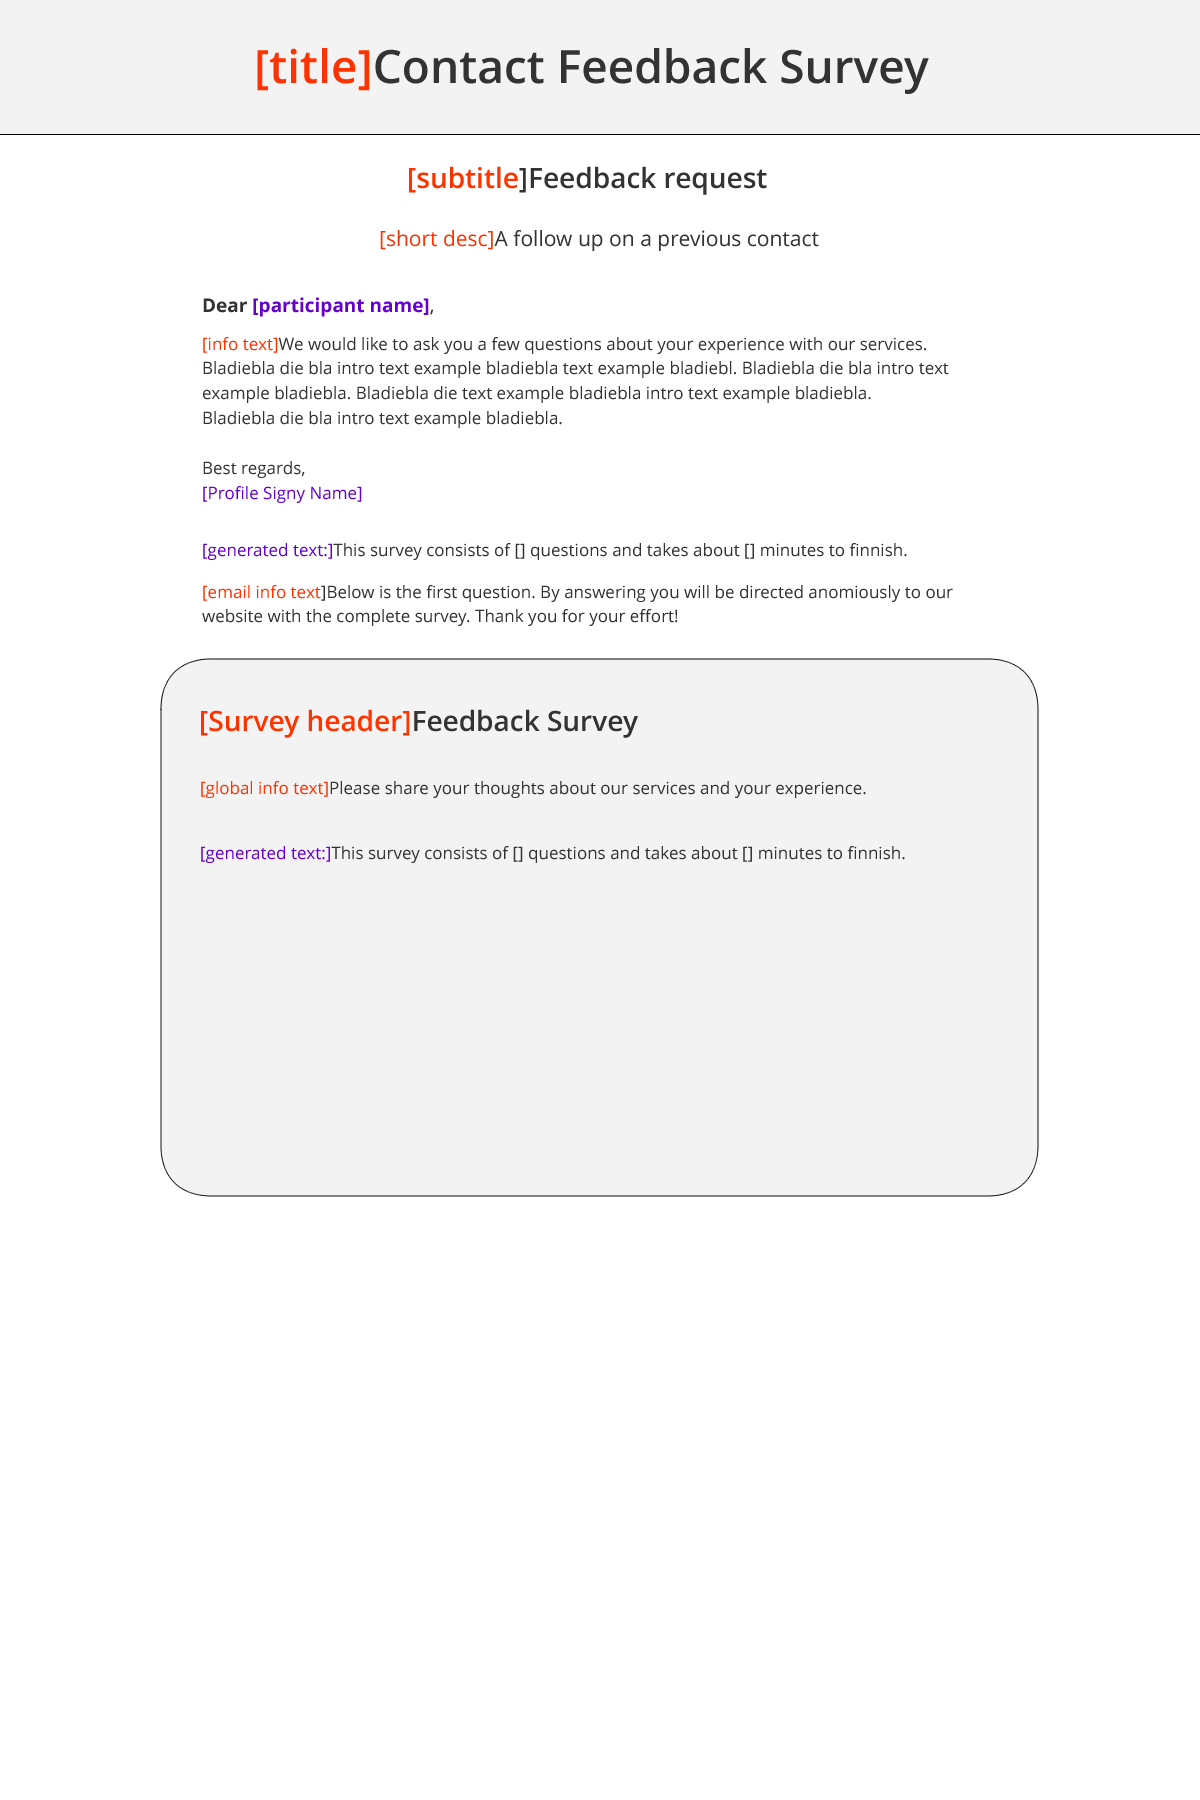 [title]Contact Feedback Survey
[subtitle]Feedback request
[short desc]A follow up on a previous contact
Dear [participant name],
[info text]We would like to ask you a few questions about your experience with our services.
Bladiebla die bla intro text example bladiebla text example bladiebl. Bladiebla die bla intro text
example bladiebla. Bladiebla die text example bladiebla intro text example bladiebla.
Bladiebla die bla intro text example bladiebla.
Best regards,
[Profile Signy Name]
[generated text:]This survey consists of [] questions and takes about [] minutes to finnish.
[email info text]Below is the first question. By answering you will be directed anomiously to our
website with the complete survey. Thank you for your effort!
[Survey header]Feedback Survey
[global info text]Please share your thoughts about our services and your experience.
[generated text:]This survey consists of [] questions and takes about [] minutes to finnish.